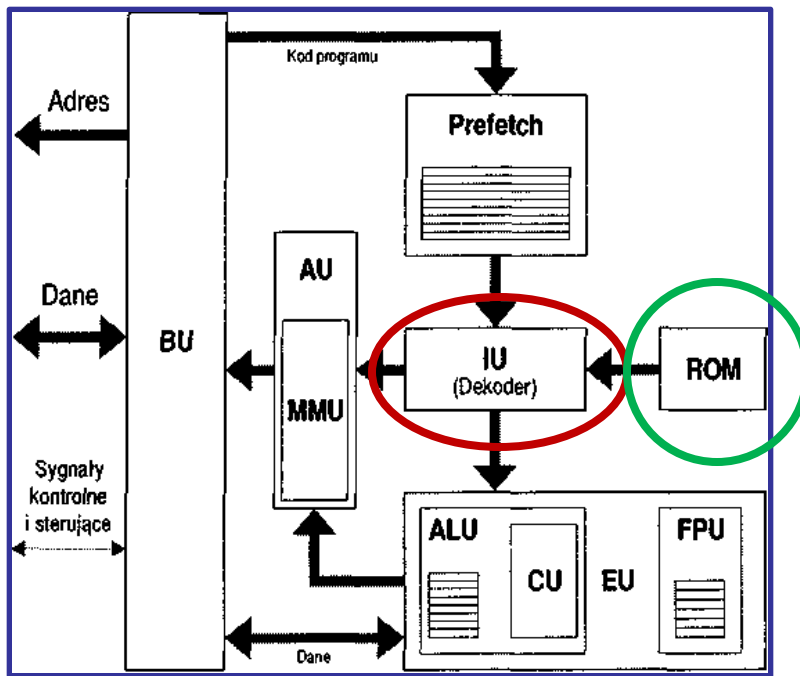 Kod programu
Adres
Prefetch
AU
Dane
BU
IU
(Dekoder)
ROM
MMU
Sygnały
kontrolne
i sterujące
ALU
FPU
CU
EU
Dane